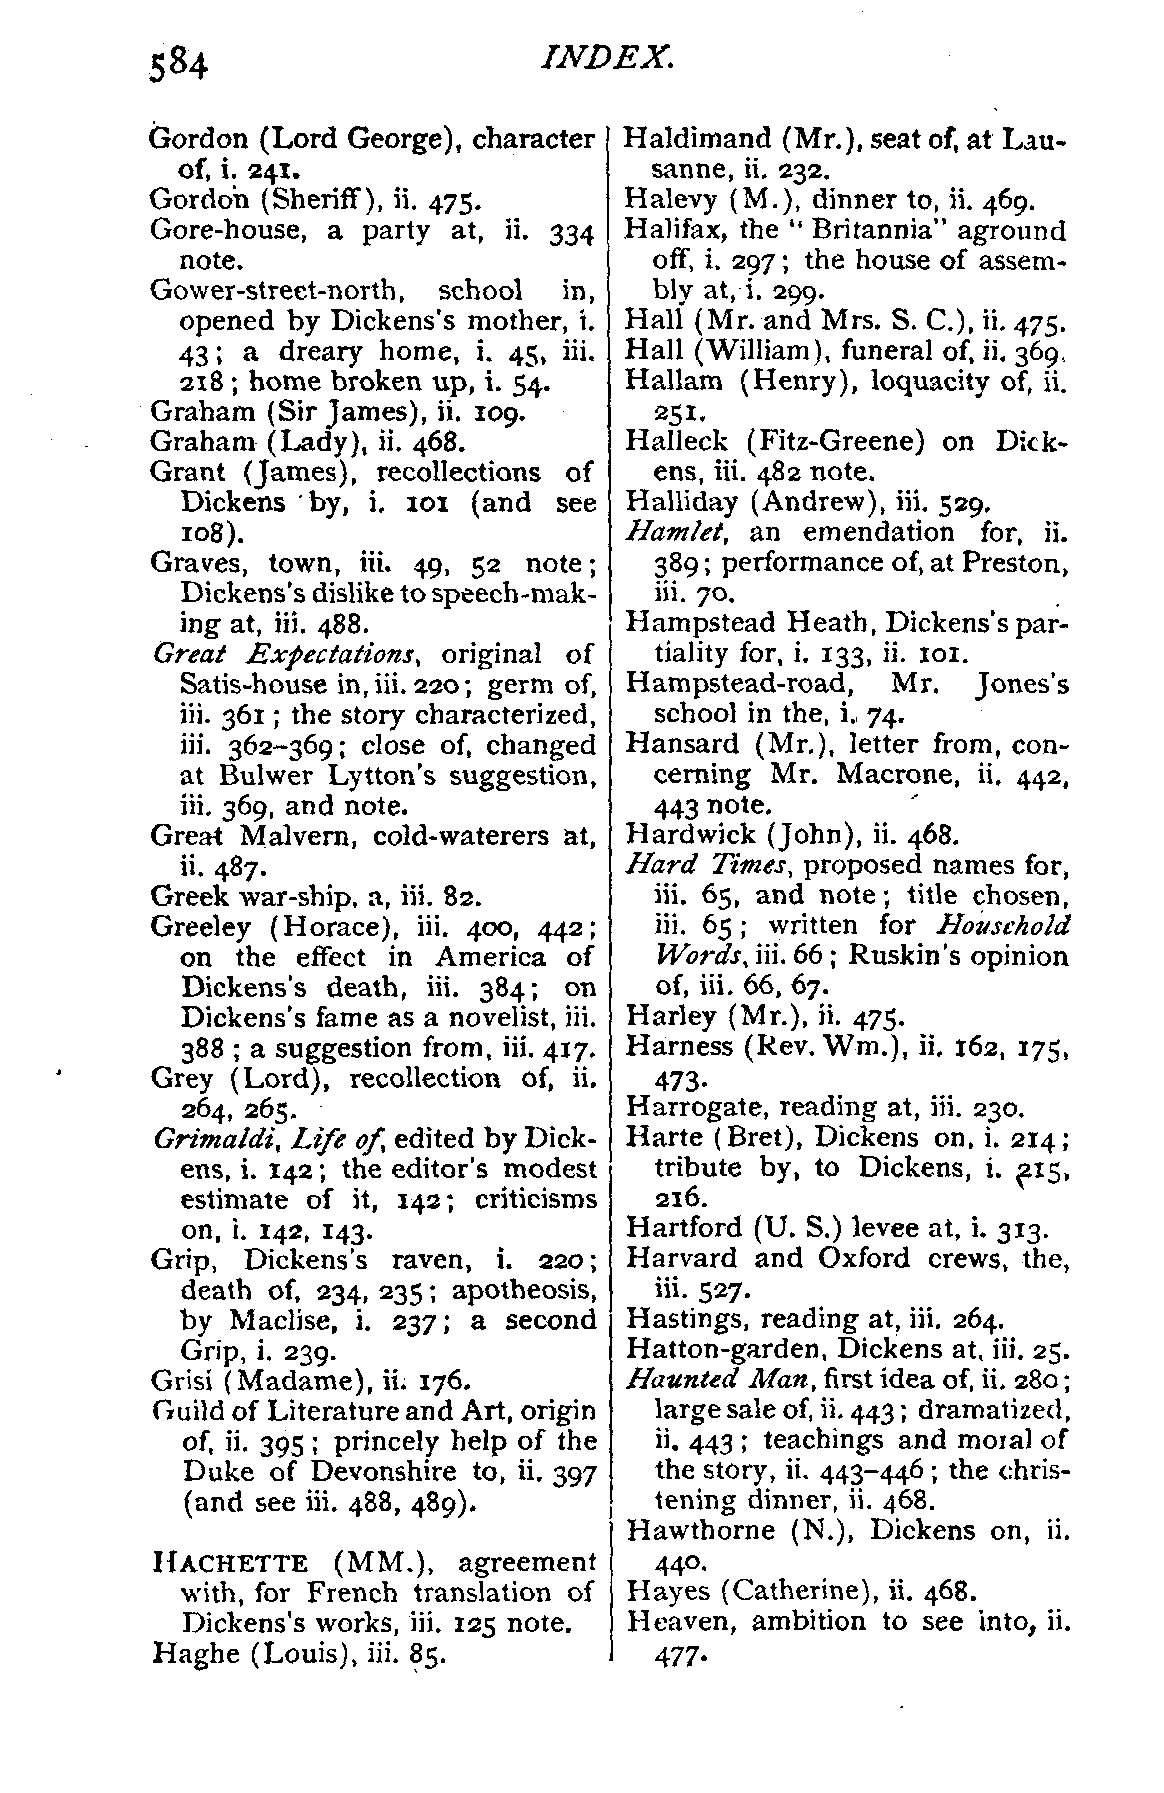 584
INDEX.
Gordon (Lord George), character
of, i. 241.
Gordon (Sheriff), ii. 475.
Gore-house, a party at, ii. 334
note.
Gower-street-north, school in,
opened by Dickens's mother, i.
43; a dreary home, i. 45, iii.
218; home broken up, i. 54.
Graham (Sir James), ii. 109.
Graham (Lady), ii. 468.
Grant (James), recollections of
Dickens by, i. 101 (and see
108).
Graves, town, iii. 49, 52 note;
Dickens's dislike to speech-mak-
ing at, iii. 488.
Great Expectations, original of
Satis-house in, iii. 220; germ of,
iii. 361; the story characterized,
iii. 362-369; close of, changed
at Bulwer Lytton's suggestion,
iii. 369, and note.
Great Malvern, cold-waterers at,
ii. 487.
Greek war-ship, a, iii. 82.
Greeley (Horace), iii. 400, 442;
on the effect in America of
Dickens's death, iii. 384; on
Dickens's fame as a novelist, iii.
388; a suggestion from, iii. 417.
Grey (Lord), recollection of, ii.
264, 265.
Grimaldi, Life of, edited by Dick-
ens, i. 142; the editor's modest
estimate of it, 142; criticisms
on, i. 142, 143.
Grip, Dickens's raven, i. 220;
death of, 234, 235; apotheosis,
by Maclise, i. 237; a second
Grip, i. 239.
Grisi (Madame), ii. 176.
Guild of Literature and Art, origin
of, ii. 395; princely help of the
Duke of Devonshire to, ii. 397
(and see iii. 488, 489).
HACHETTE (MM.), agreement
with, for French translation of
Dickens's works, iii. 125 note.
Haghe (Louis), iii. 85.
Haldimand (Mr.), seat of, at Lau-
sanne, ii. 232.
Halevy (M.), dinner to, ii. 469.
Halifax, the "Britannia" aground
off, i. 297; the house of assem-
bly at, i. 299.
Hall (Mr. and Mrs. S. C.), ii. 475.
Hall (William), funeral of, ii. 369.
Hallam (Henry), loquacity of, ii.
251.
Halleck (Fitz-Greene) on Dick-
ens, iii. 482 note.
Halliday (Andrew), iii. 529.
Hamlet, an emendation for, ii.
389; performance of, at Preston,
iii. 70.
Hampstead Heath, Dickens's par-
tiality for, i. 133, ii. 101.
Hampstead-road, Mr. Jones's
school in the, i. 74.
Hansard (Mr.), letter from, con-
cerning Mr. Macrone, ii. 442,
443 note.
Hardwick (John), ii. 468.
Hard Times, proposed names for,
iii. 65, and note; title chosen,
iii. 65; written for Household
Words, iii. 66; Ruskin's opinion
of, iii. 66, 67.
Harley (Mr.), ii. 475.
Harness (Rev. Wm.), ii. 162, 175,
473.
Harrogate, reading at, iii. 230.
Harte (Bret), Dickens on, i. 214;
tribute by, to Dickens, i. 215,
216.
Hartford (U. S.) levee at, i. 313.
Harvard and Oxford crews, the,
iii. 527.
Hastings, reading at, iii. 264.
Hatton-garden, Dickens at, iii. 25.
Haunted Man, first idea of, ii. 280;
large sale of, ii. 443; dramatized,
ii. 443; teachings and moral of
the story, ii. 443-446; the chris-
tening dinner, ii. 468.
Hawthorne (N.), Dickens on, ii.
440.
Hayes (Catherine), ii. 468.
Heaven, ambition to see into, ii.
477.